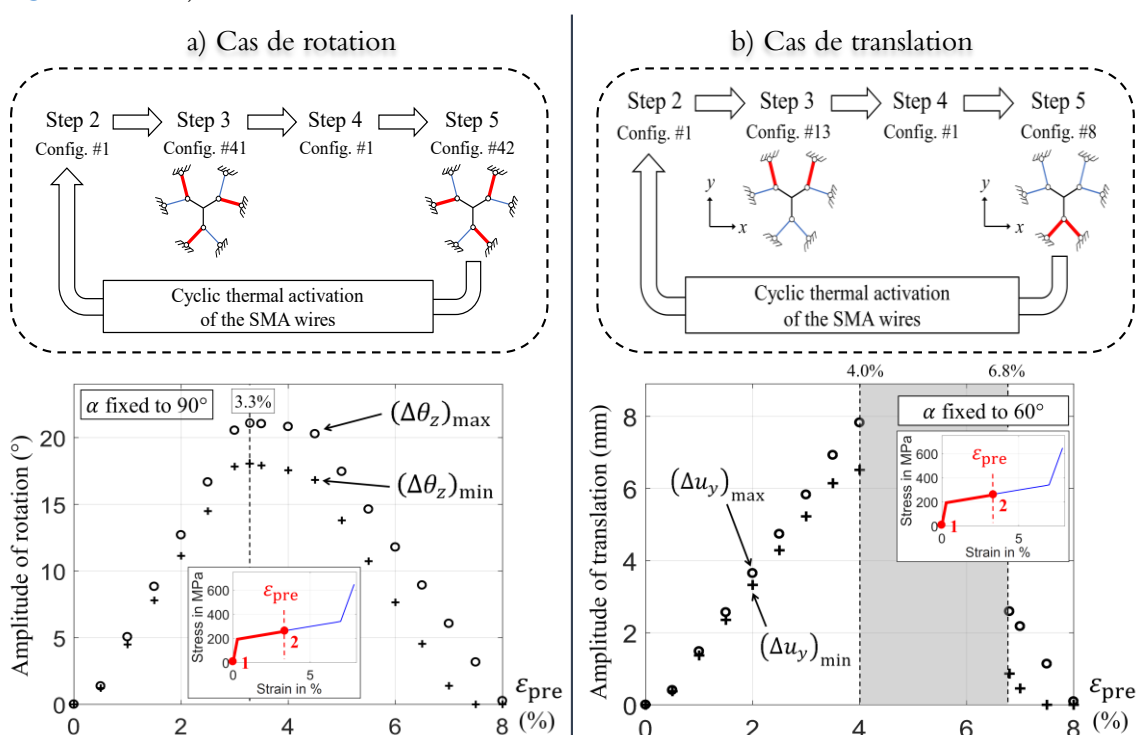 a) Cas de rotation
Step 2
Step 3
Step 4
Step 5
Config. #1
Config. #41
Config. #1
Config. #42
Cyclic thermal activation
of the SMA wires
α fixed to 90°
3.3%
(Δθz)max
(Δθz)min
Amplitude of rotation (°)
20
15
10
5
0
0
2
4
6
8
εpre
(%)
Stress in MPa
600
400
200
0
εpre
1
2
0
5
Strain in %
b) Cas de translation
Step 2
Step 3
Step 4
Step 5
Config. #1
Config. #13
Config. #1
Config. #8
y
x
y
x
Cyclic thermal activation
of the SMA wires
4.0%
6.8%
α fixed to 60°
(Δuy)max
(Δuy)min
Amplitude of translation (mm)
8
6
4
2
0
0
2
4
6
8
εpre
(%)
Stress in MPa
600
400
200
0
εpre
1
2
0
5
Strain in %